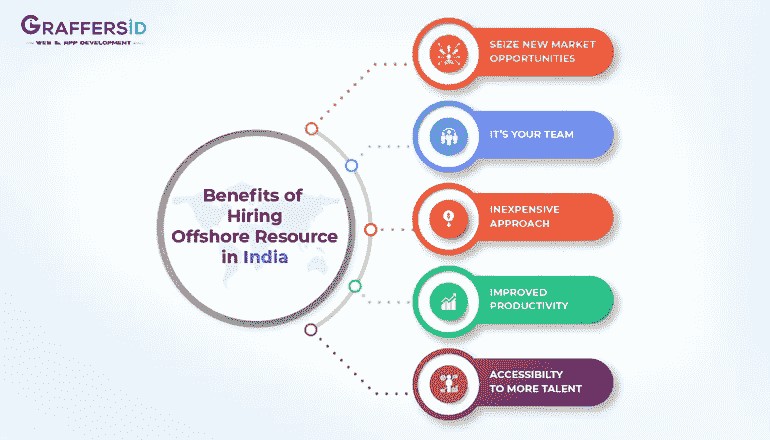 GRAFFERSID
WEB & APP DEVELOPMENT
Benefits of
Hiring
Offshore Resource
in India
SEIZE NEW MARKET
OPPORTUNITIES
IT'S YOUR TEAM
INEXPENSIVE
APPROACH
IMPROVED
PRODUCTIVITY
ACCESSIBILTY
TO MORE TALENT